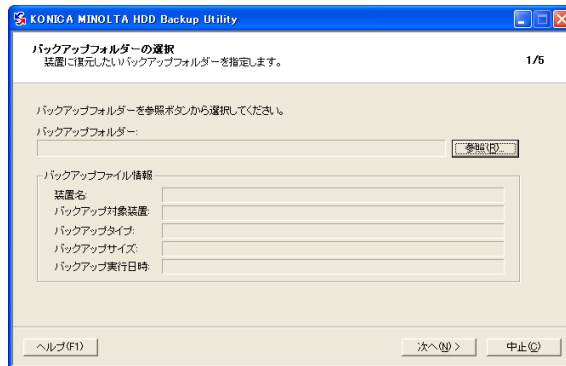 KONICA MINOLTA HDD Backup Utility
バックアップフォルダーの選択
装置に復元したいバックアップフォルダーを指定します。
1/5
バックアップフォルダーを参照ボタンから選択してください。
バックアップフォルダー:
参照(R)...
バックアップファイル情報
装置名:
バックアップ対象装置:
バックアップタイプ:
バックアップサイズ:
バックアップ実行日時:
ヘルプ(F1)
次へ(N) >
中止(C)